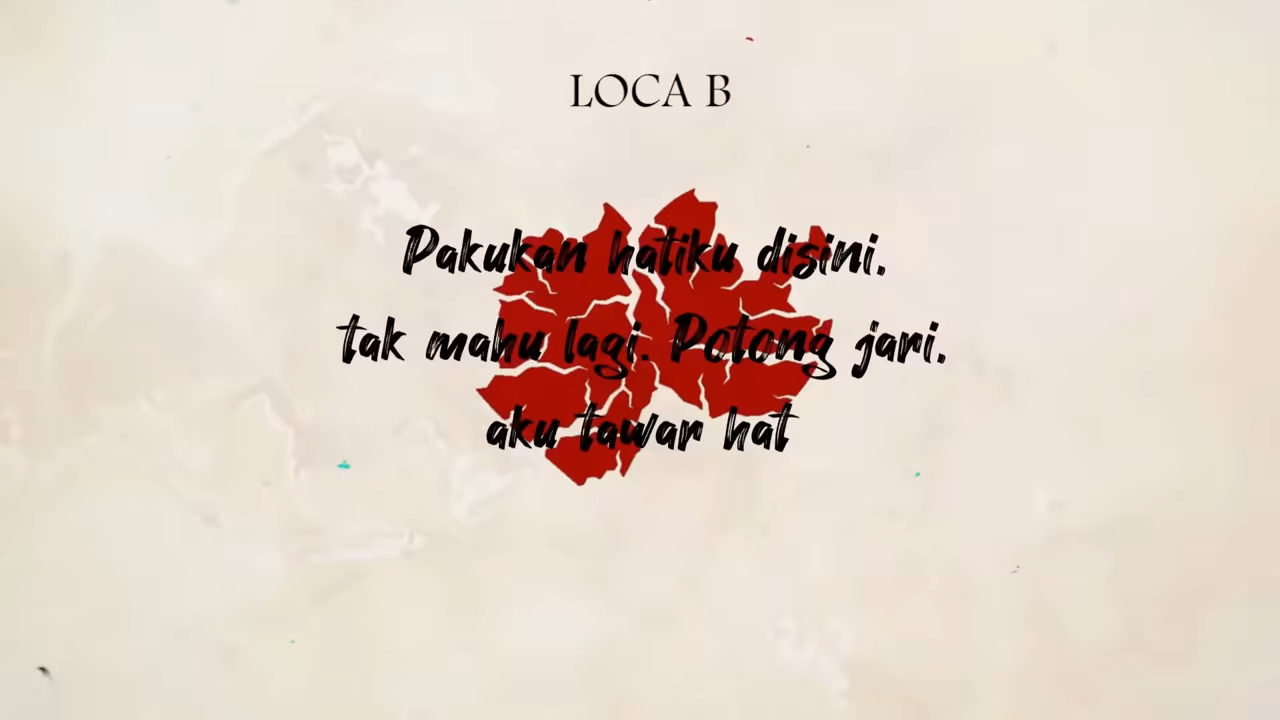 LOCA B
Pakukan hatiku disini.
tak mahu lagi. Potong jari.
aku tawar hat